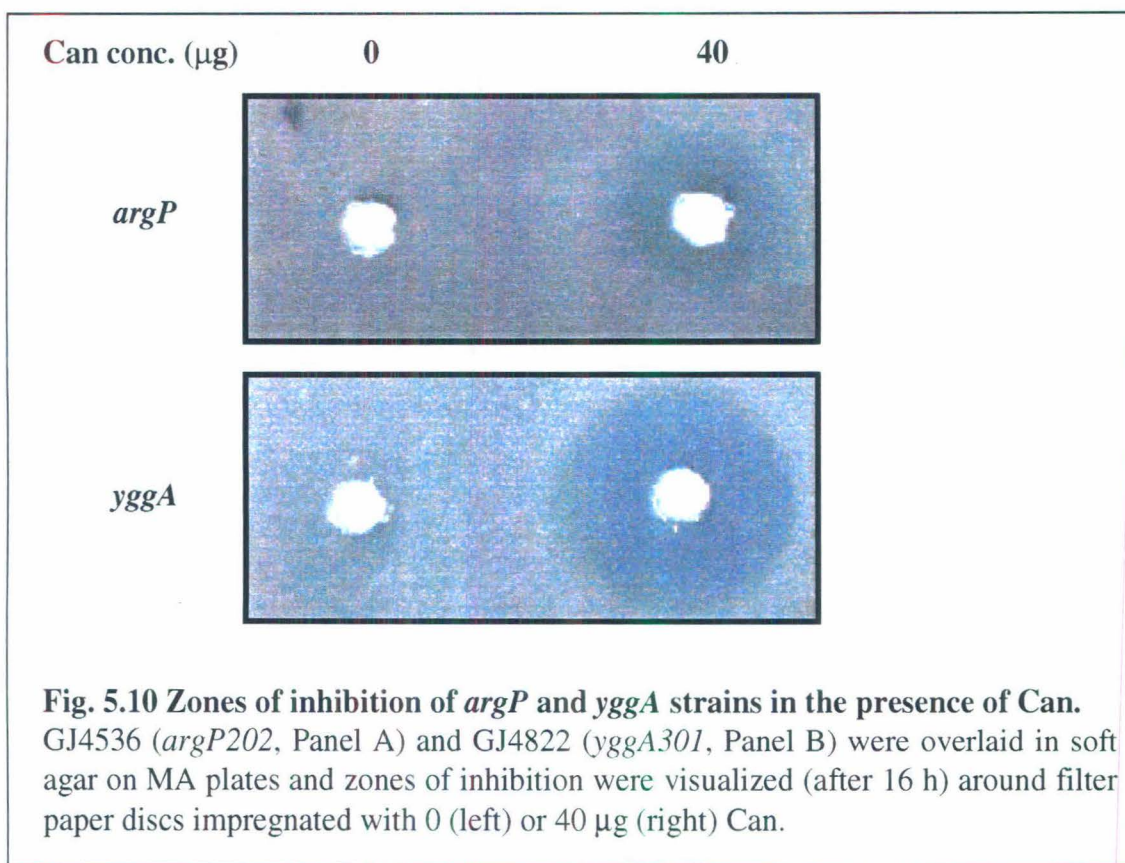 Can conc. (μg) 0 40
argP
yggA
Fig. 5.10 Zones of inhibition of argP and yggA strains in the presence of Can.
GJ4536 (argP202, Panel A) and GJ4822 (yggA301, Panel B) were overlaid in soft
agar on MA plates and zones of inhibition were visualized (after 16 h) around filter
paper discs impregnated with 0 (left) or 40 μg (right) Can.